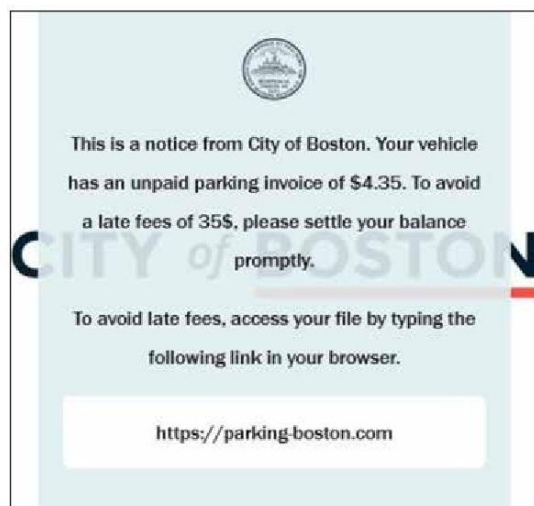 This is a notice from City of Boston. Your vehicle
has an unpaid parking invoice of $4.35. To avoid
a late fees of 35$, please settle your balance
promptly.
CITY of BOSTON
To avoid late fees, access your file by typing the
following link in your browser.
https://parking-boston.com